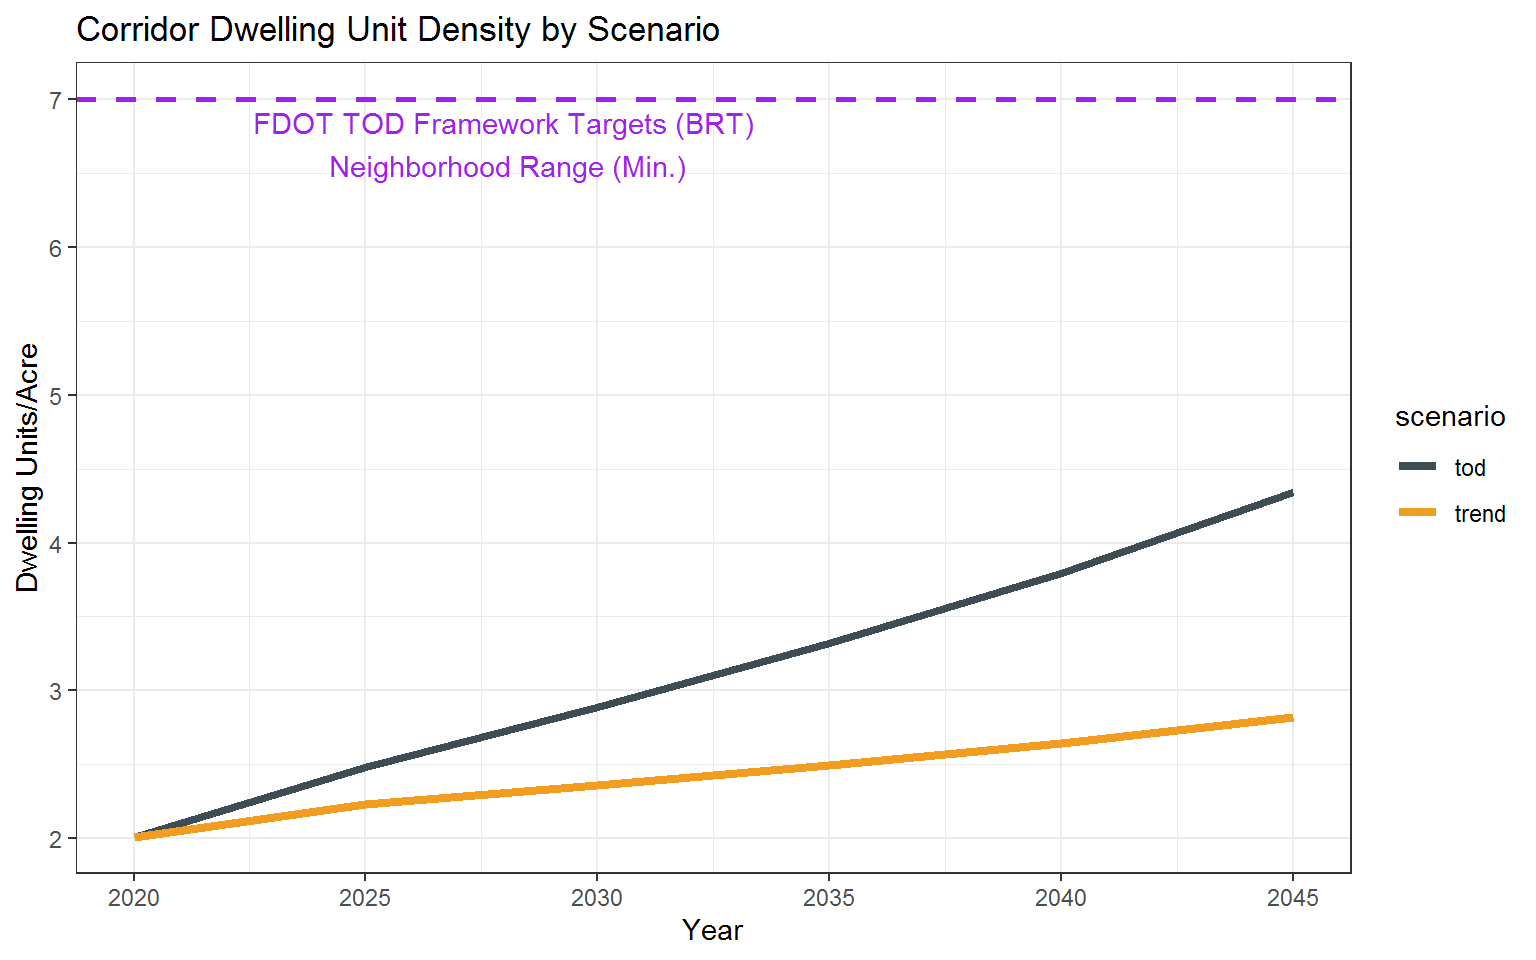 Corridor Dwelling Unit Density by Scenario
7
FDOT TOD Framework Targets (BRT)
Neighborhood Range (Min.)
6
5
4
3
2
Dwelling Units/Acre
2020 2025 2030 2035 2040 2045
Year
scenario
tod
trend